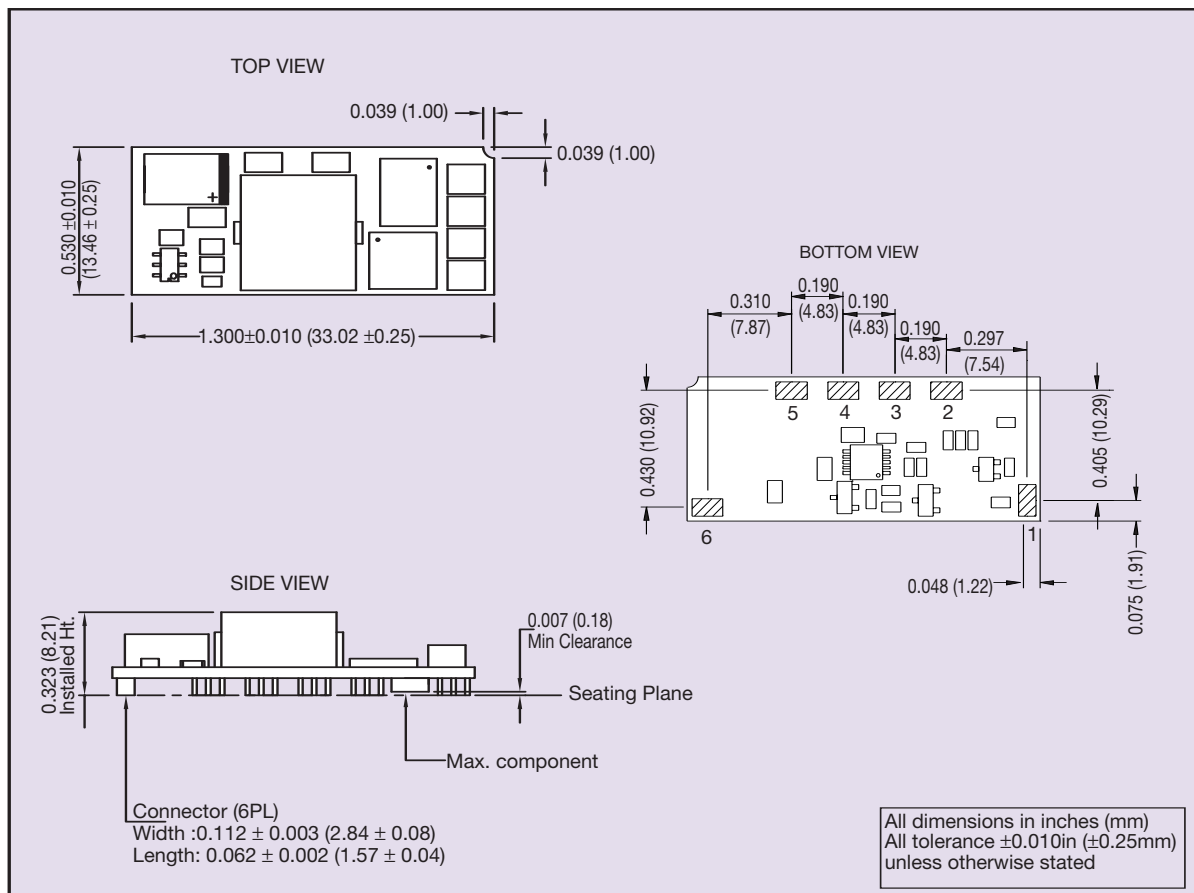 TOP VIEW
0.039 (1.00)
0.039 (1.00)
0.530 ±0.010
(13.46 ± 0.25)
+
1.300±0.010 (33.02 ±0.25)
BOTTOM VIEW
0.310
(7.87)
0.190
(4.83)
0.190
(4.83)
0.190
(4.83)
0.297
(7.54)
5
4
3
2
0.430 (10.92)
0.405 (10.29)
6
1
0.048 (1.22)
0.075 (1.91)
SIDE VIEW
0.323 (8.21)
Installed Ht.
0.007 (0.18)
Min Clearance
Seating Plane
Max. component
Connector (6PL)
Width :0.112 ± 0.003 (2.84 ± 0.08)
Length: 0.062 ± 0.002 (1.57 ± 0.04)
All dimensions in inches (mm)
All tolerance ±0.010in (±0.25mm)
unless otherwise stated